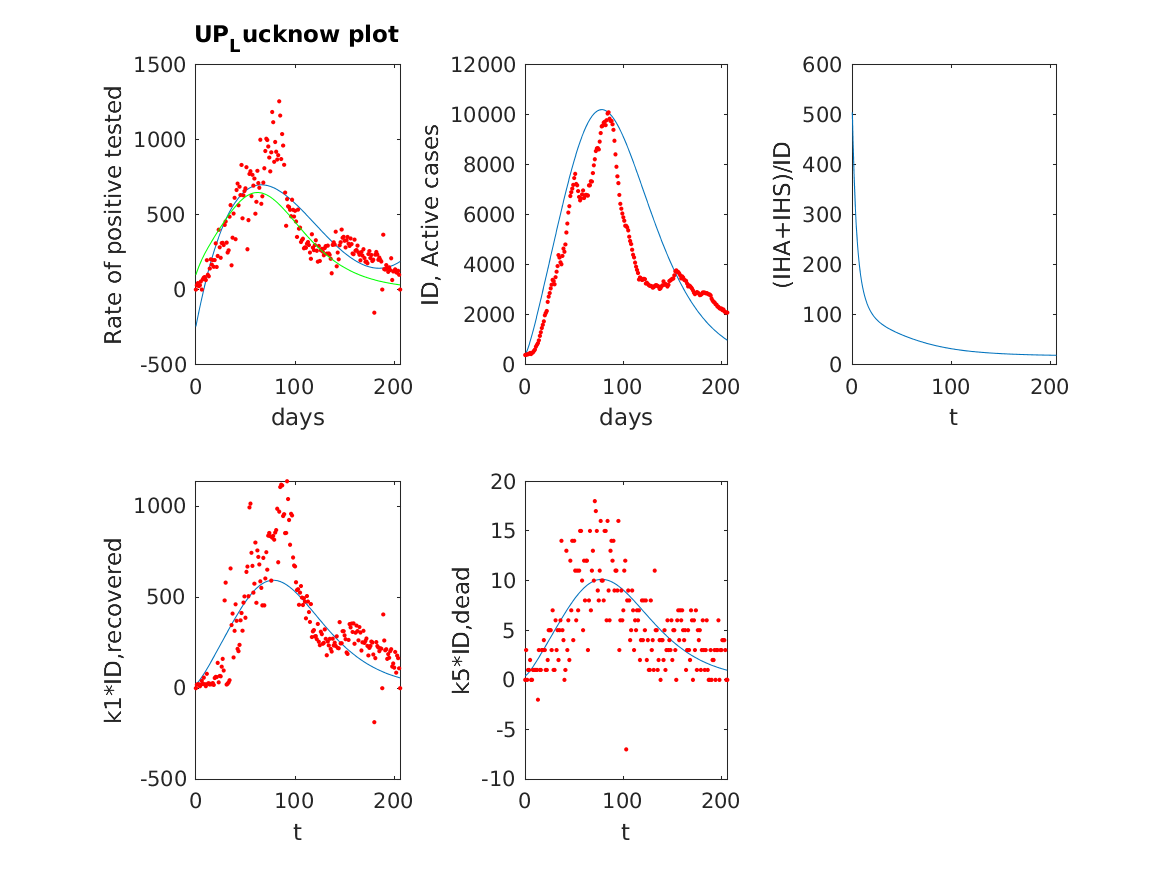 UP_Lucknow plot
1500
1000
500
0
-500
0 100 200
days
Rate of positive tested
12000
10000
8000
6000
4000
2000
0
0 100 200
days
ID, Active cases
600
500
400
300
200
100
0
0 100 200
t
(IHA+IHS)/ID
1000
500
0
-500
0 100 200
t
k1*ID,recovered
20
15
10
5
0
-5
-10
0 100 200
t
k5*ID,dead